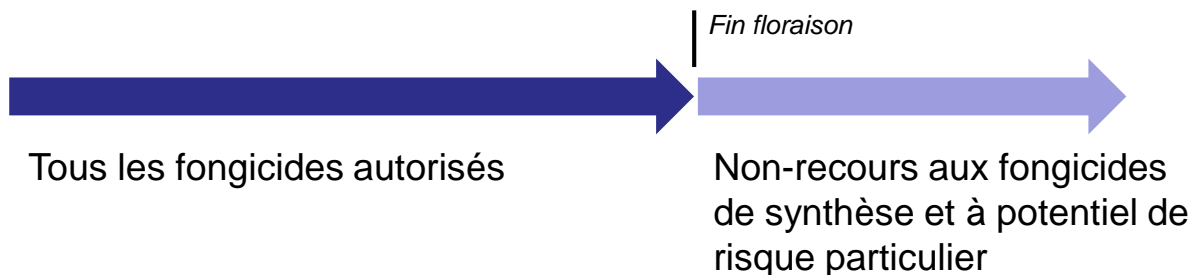 Fin floraison
Tous les fongicides autorisés
Non-recours aux fongicides
de synthèse et à potentiel de
risque particulier